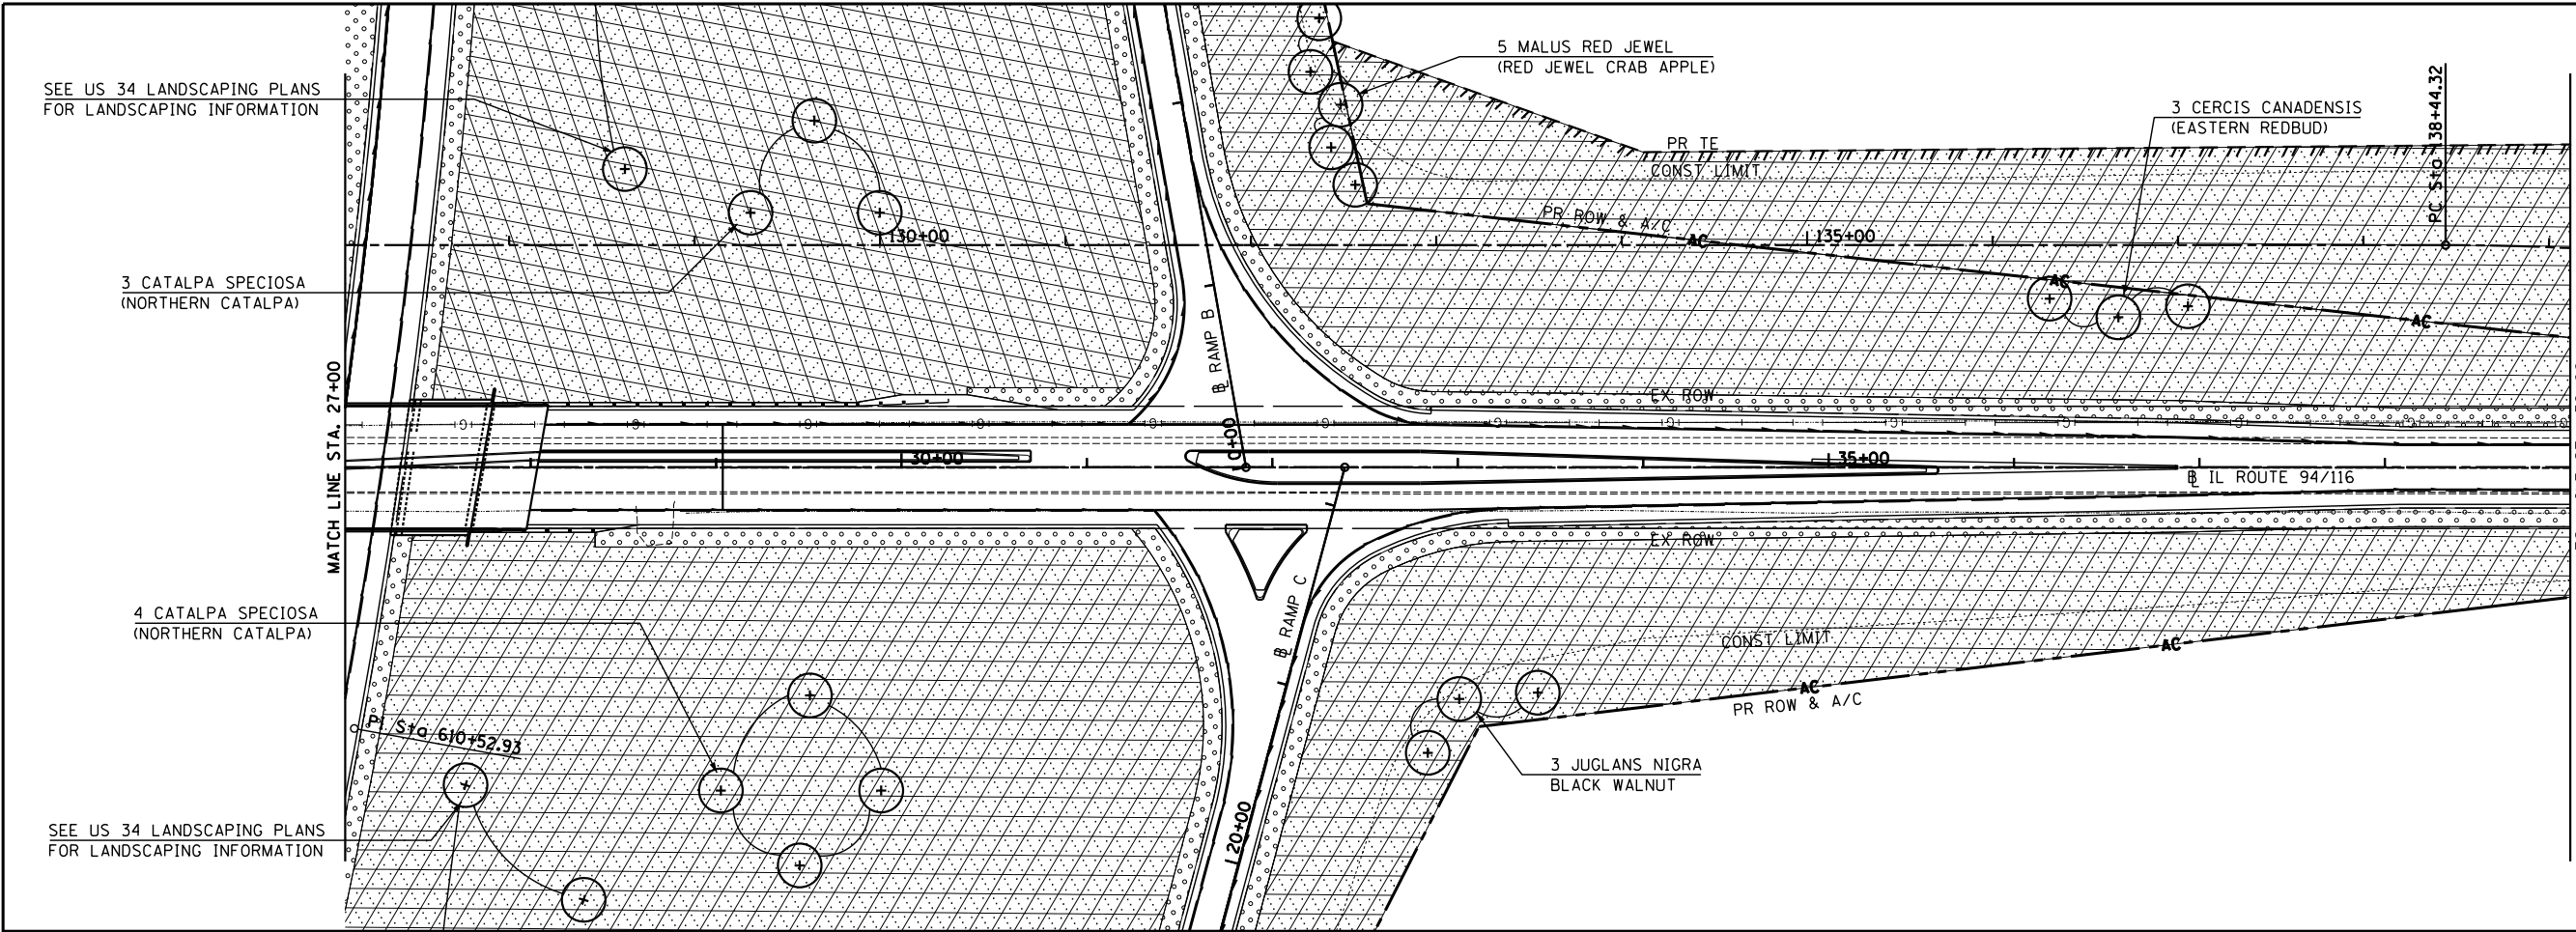 SEE US 34 LANDSCAPING PLANS
FOR LANDSCAPING INFORMATION
5 MALUS RED JEWEL
(RED JEWEL CRAB APPLE)
3 CERCIS CANADENSIS
(EASTERN REDBUD)
PC Sta 138+44.32
PR TE
CONST LIMIT
PR ROW & A/C
AC
130+00
135+00
AC
AC
3 CATALPA SPECIOSA
(NORTHERN CATALPA)
MATCH LINE STA. 27+00
RAMP B
EX ROW
10+00
30+00
35+00
IL ROUTE 94/116
EX ROW
RAMP C
4 CATALPA SPECIOSA
(NORTHERN CATALPA)
CONST LIMIT
AC
AC
PR ROW & A/C
PI Sta 610+52.93
3 JUGLANS NIGRA
BLACK WALNUT
20+00
SEE US 34 LANDSCAPING PLANS
FOR LANDSCAPING INFORMATION